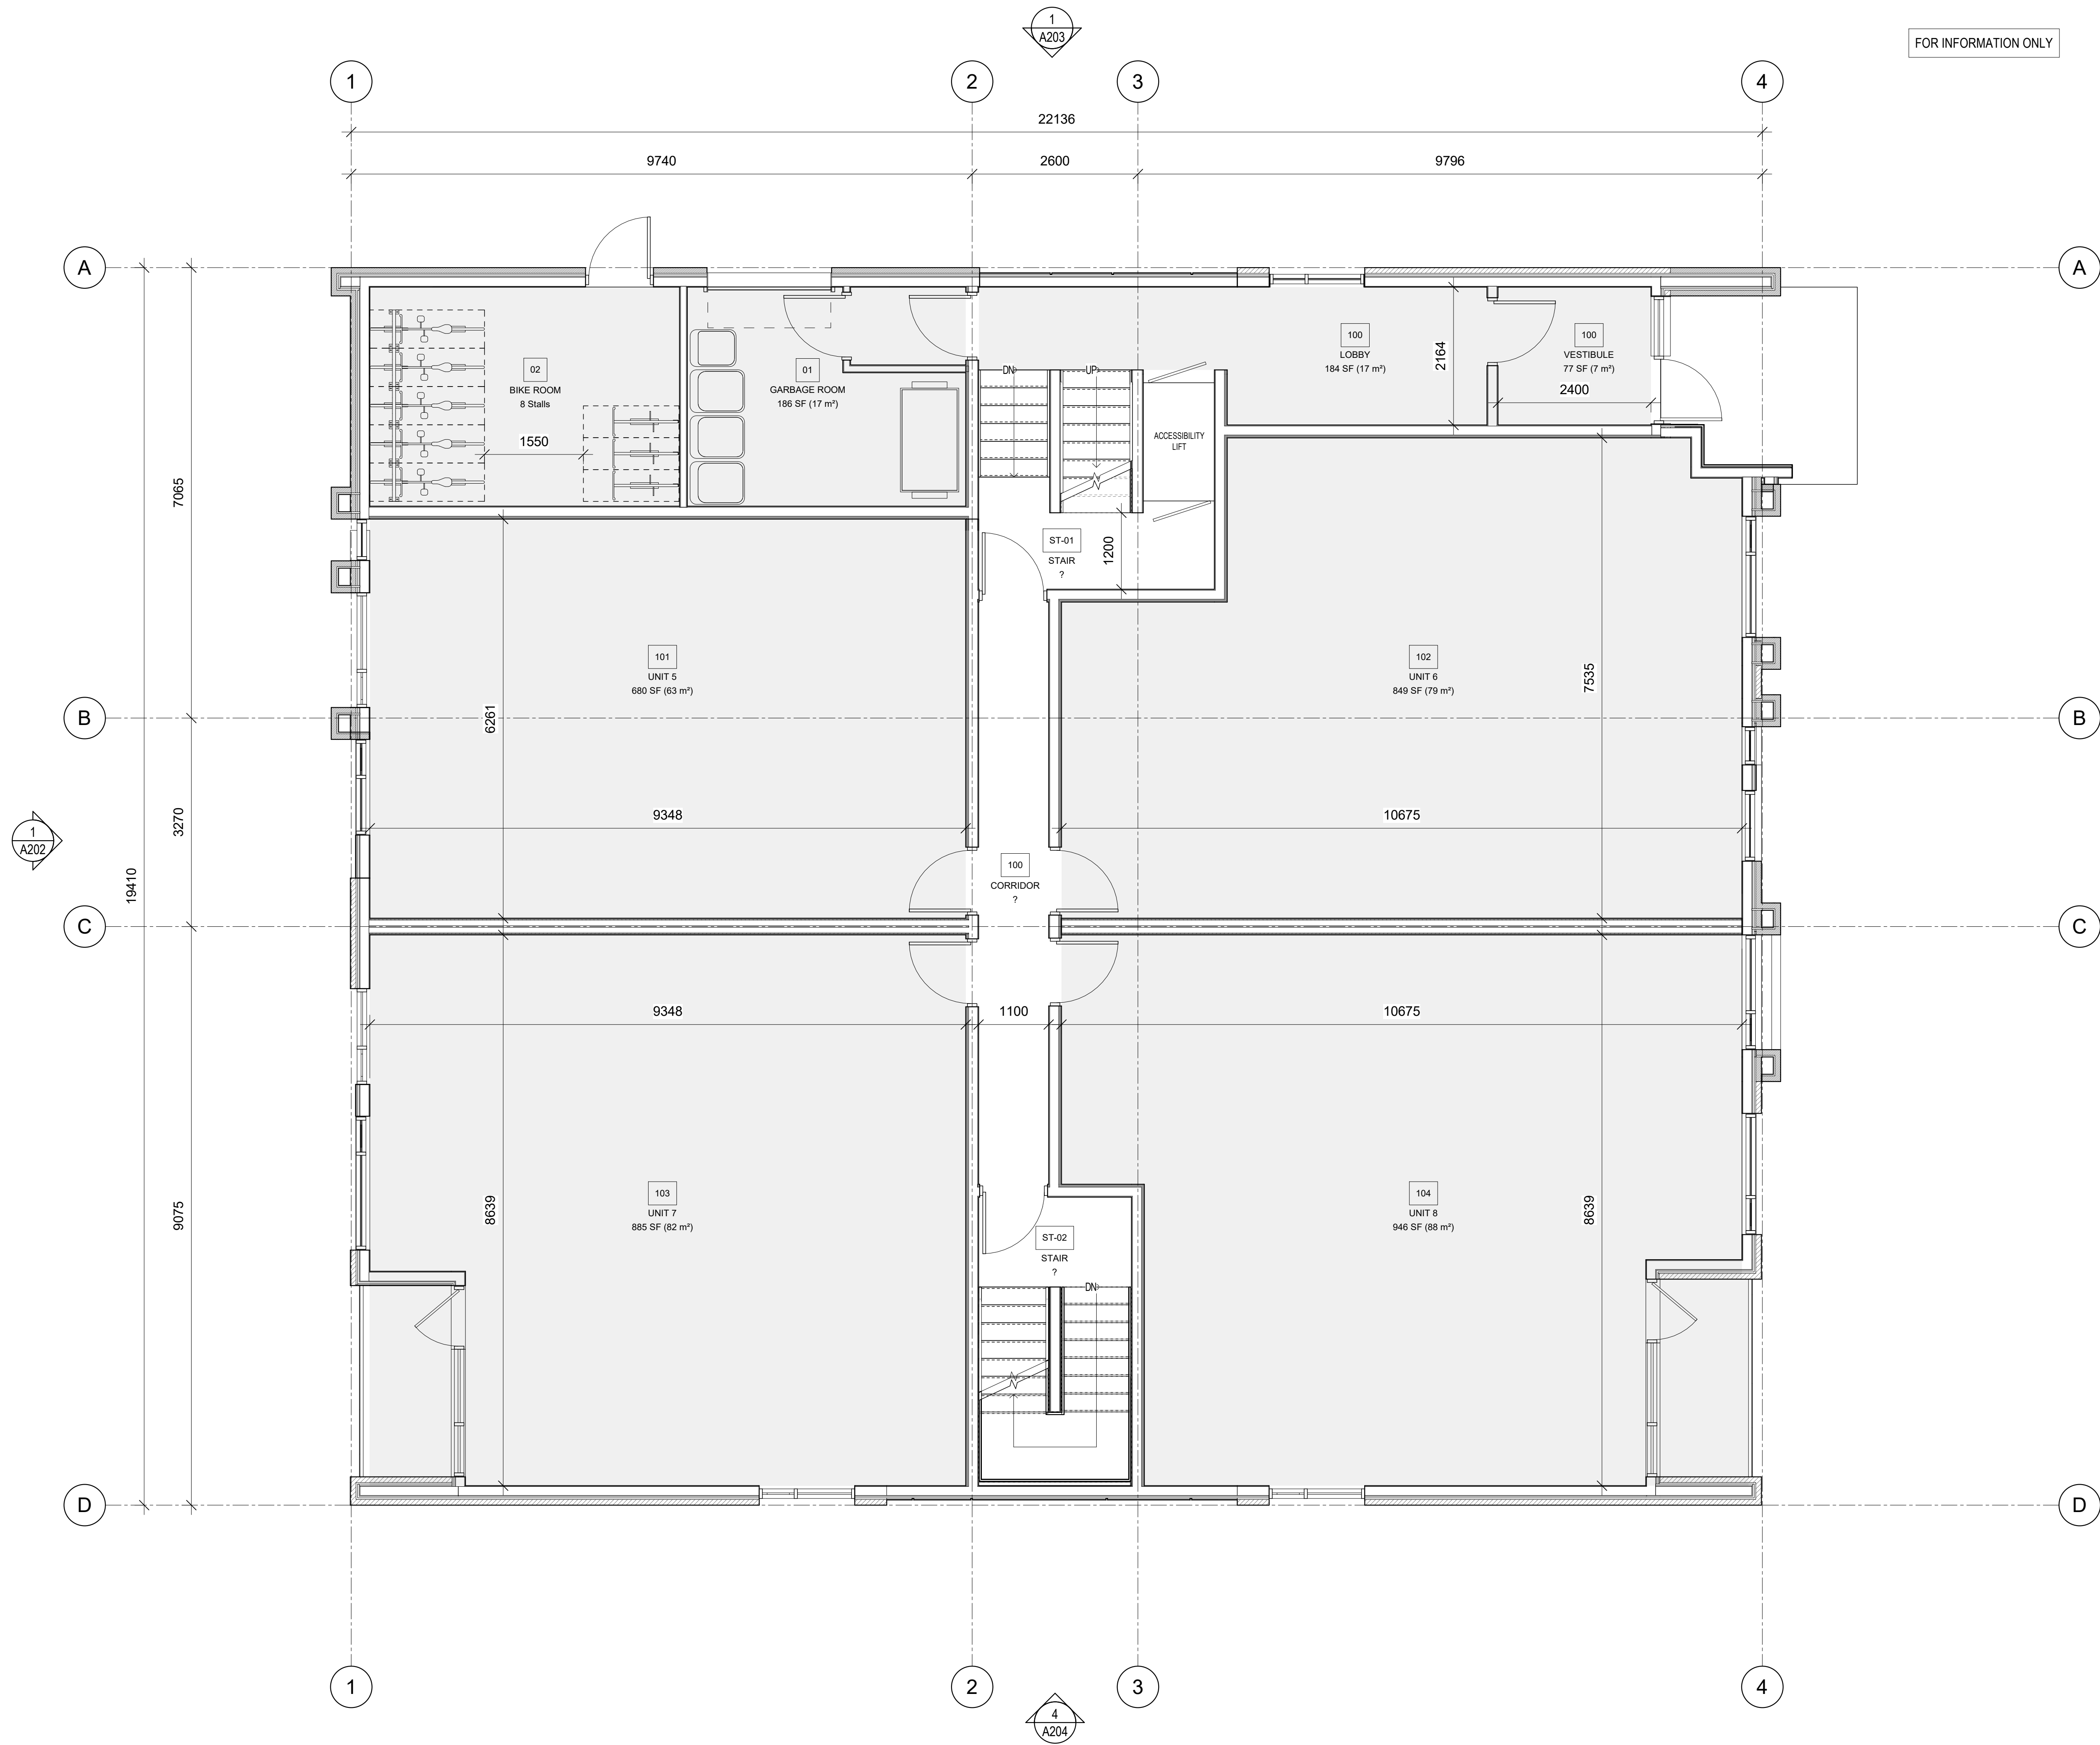 1
A203
FOR INFORMATION ONLY
1
2
3
4
22136
9740
2600
9796
A
A
02
BIKE ROOM
8 Stalls
01
GARBAGE ROOM
186 SF (17 m²)
100
LOBBY
184 SF (17 m²)
100
VESTIBULE
77 SF (7 m²)
2164
2400
DN
UP
ACCESSIBILITY
LIFT
1550
7065
ST-01
STAIR
?
1200
101
UNIT 5
680 SF (63 m²)
102
UNIT 6
849 SF (79 m²)
7535
6261
B
B
9348
10675
1
A202
3270
19410
100
CORRIDOR
?
C
C
9348
1100
10675
103
UNIT 7
885 SF (82 m²)
104
UNIT 8
946 SF (88 m²)
9075
8639
8639
ST-02
STAIR
?
DN
D
D
1
2
3
4
4
A204